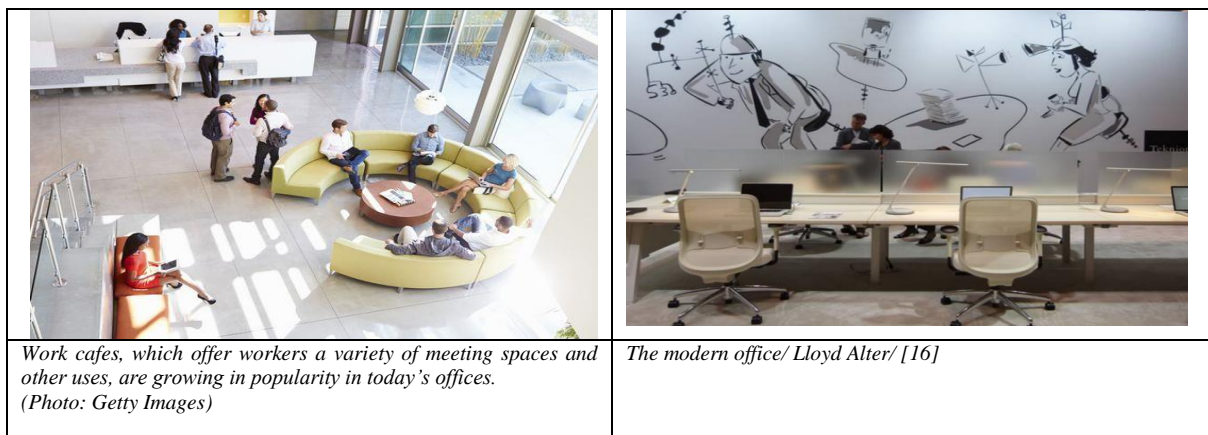 Teknion
Work cafes, which offer workers a variety of meeting spaces and
other uses, are growing in popularity in today's offices.
(Photo: Getty Images)
The modern office/ Lloyd Alter/ [16]